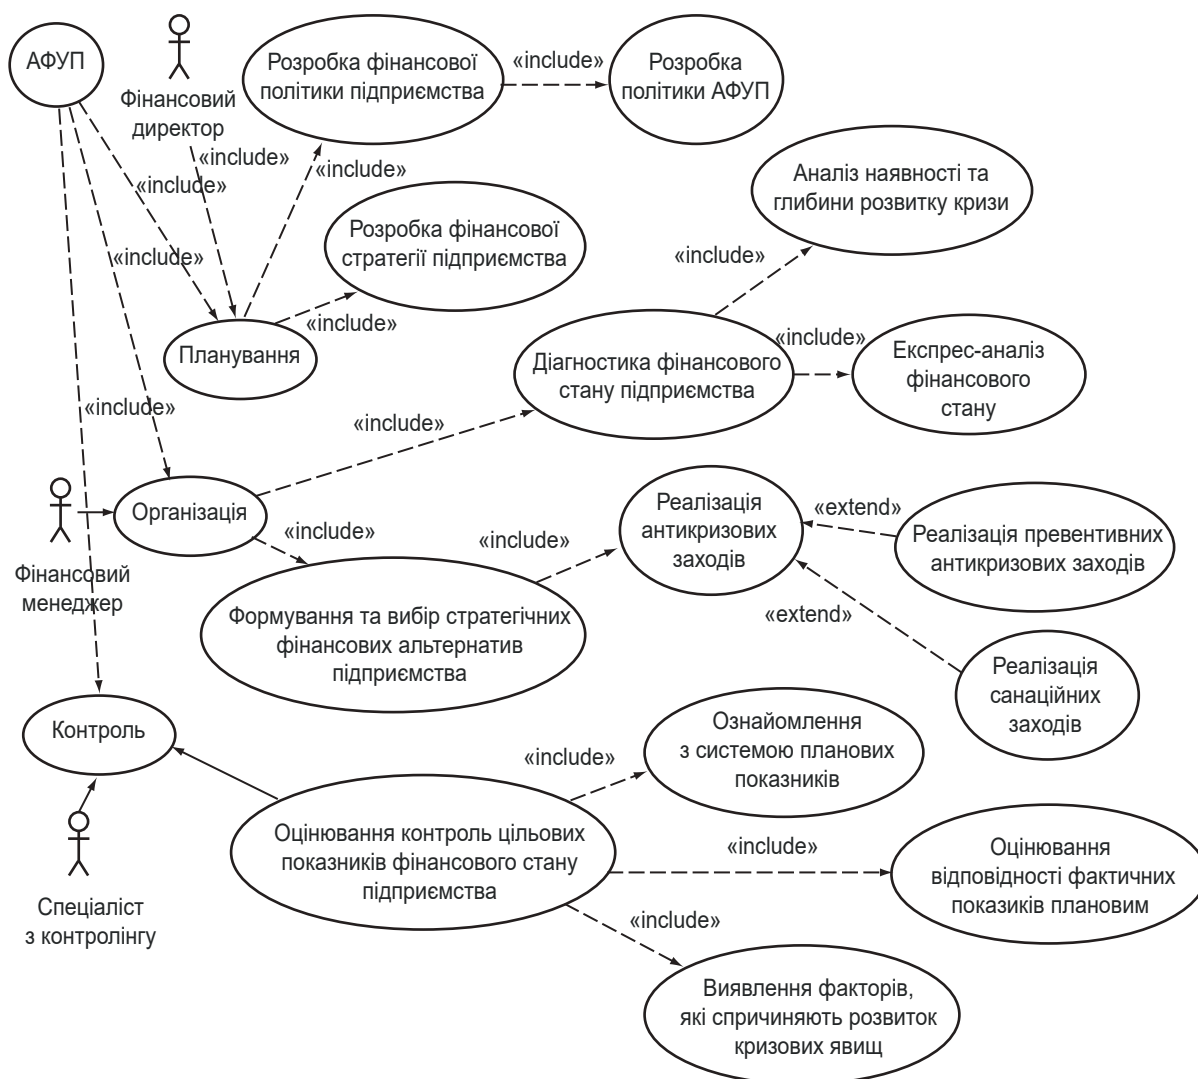 АФУП
Фінансовий
директор
Розробка фінансової
політики підприємства
«include»
Розробка
політики АФУП
«include»
«include»
«include»
Аналіз наявності та
глибини розвитку кризи
Розробка фінансової
стратегії підприємства
«include»
«include»
«include»
Планування
Діагностика фінансового
стану підприємства
«include»
Експрес-аналіз
фінансового
стану
«include»
«include»
Організація
«include»
«include»
Реалізація
антикризових
заходів
«extend»
Реалізація превентивних
антикризових заходів
Фінансовий
менеджер
Формування та вибір стратегічних
фінансових альтернатив
підприємства
«extend»
Реалізація
санаційних
заходів
Контроль
Ознайомлення
з системою планових
показників
«include»
Оцінювання контроль цільових
показників фінансового стану
підприємства
«include»
Оцінювання
відповідності фактичних
показиків плановим
Спеціаліст
з контролінгу
«include»
Виявлення факторів,
які спричиняють розвиток
кризових явищ